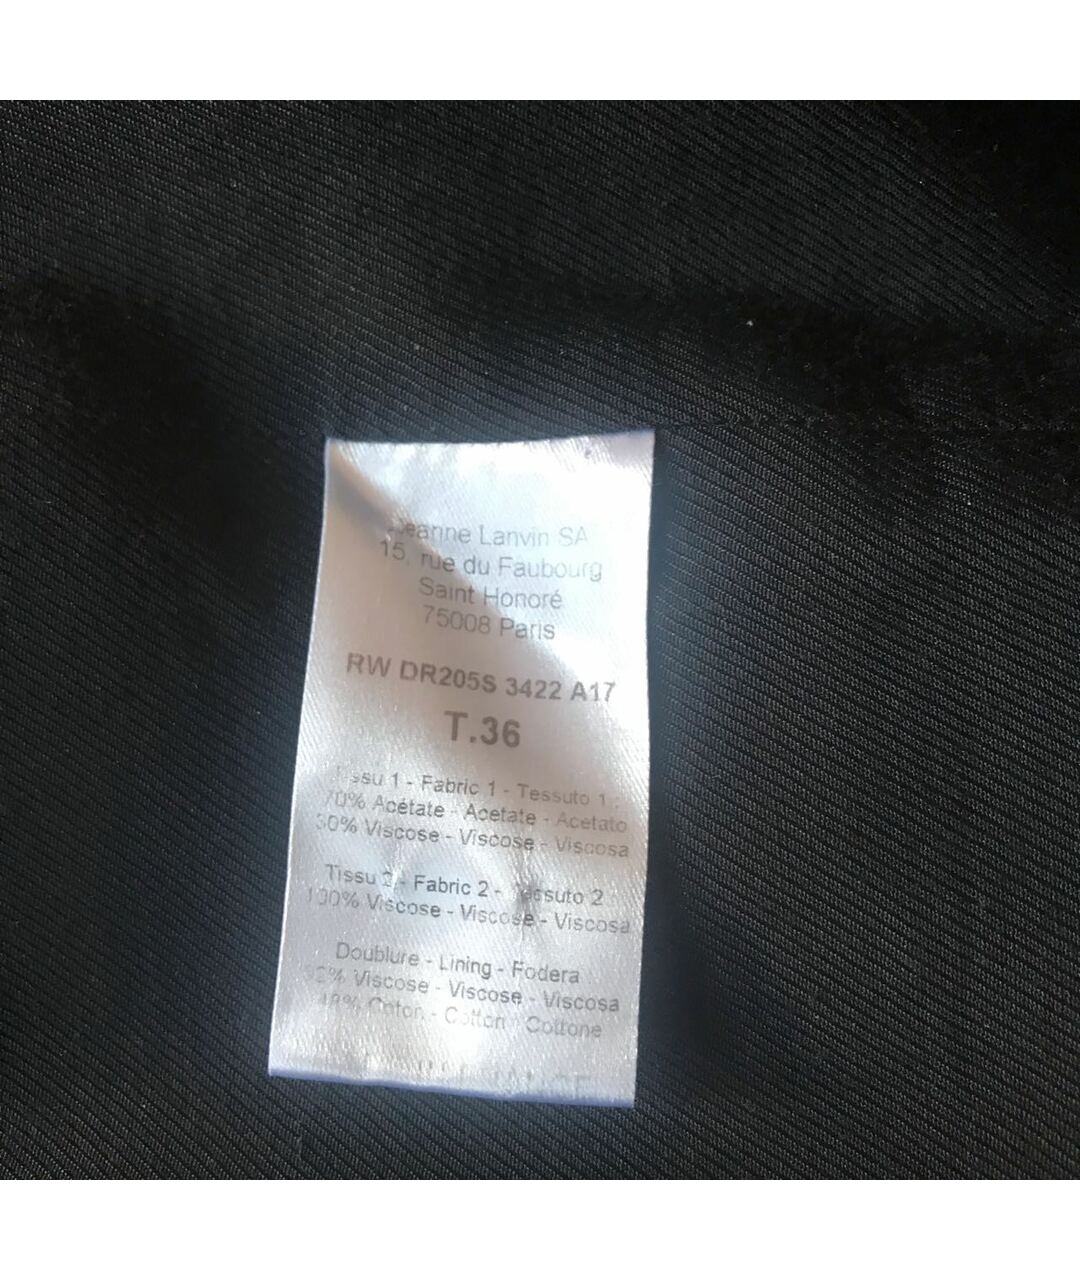 Jeanne Lanvin SA
15, rue du Faubourg
Saint Honoré
75008 Paris
RW DR205S 3422 A17
T.36
Tissu 1 - Fabric 1 - Tessuto 1 :
70% Acétate - Acetate - Acetato
30% Viscose - Viscose - Viscosa
Tissu 2 - Fabric 2 - Tessuto 2 :
100% Viscose - Viscose - Viscosa
Doublure - Lining - Fodera
52% Viscose - Viscose - Viscosa
48% Coton - Cotton - Cottone